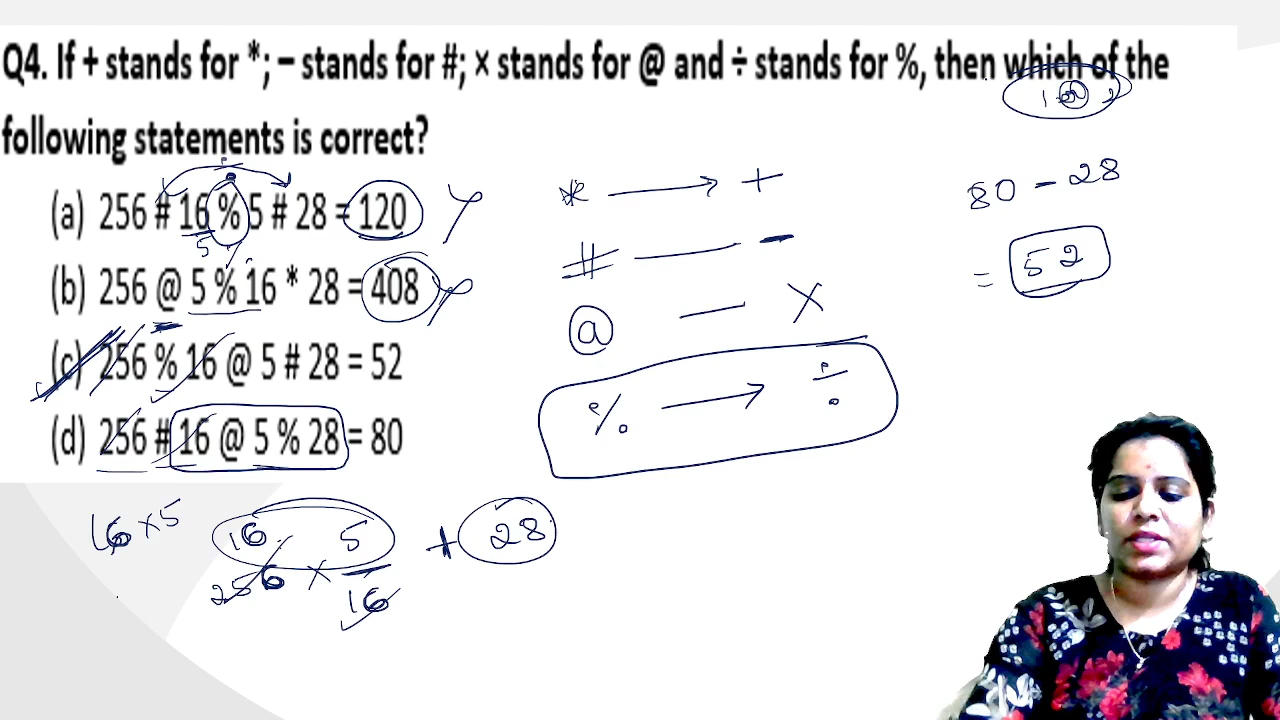 Q4. If + stands for *; – stands for #; × stands for @ and ÷ stands for %, then which of the
following statements is correct?
(a) 256 # 16 % 5 # 28 = 120
(b) 256 @ 5 % 16 * 28 = 408
(c) 256 % 16 @ 5 # 28 = 52
(d) 256 # 16 @ 5 % 28 = 80
* → +
# — -
@ — ×
% → ÷
80 - 28
= 52
16 × 5
16 5 + 28
256 × 16